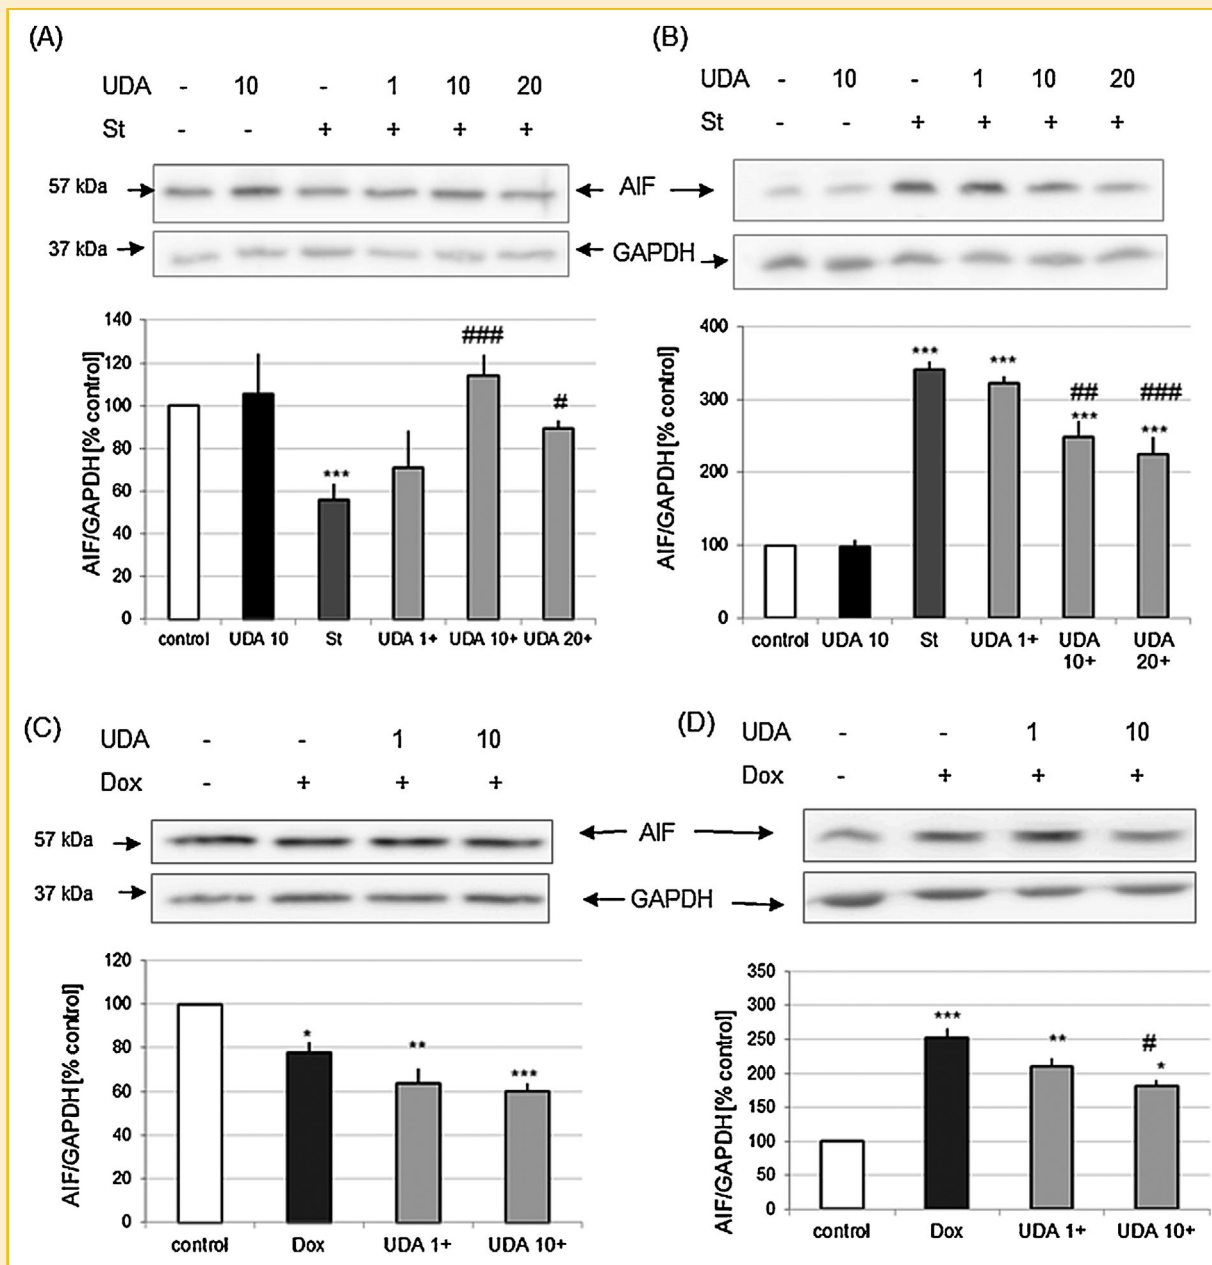 (A)
UDA - 10 - 1 10 20
St - - + + + +
57 kDa
37 kDa
AIF
GAPDH
###
#
***
AIF/GAPDH [% control]
140
120
100
80
60
40
20
0
control UDA 10 St UDA 1+ UDA 10+ UDA 20+
(B)
UDA - 10 - 1 10 20
St - - + + + +
AIF/GAPDH [% control]
400
300
200
100
0
*** ***
## ###
*** ***
control UDA 10 St UDA 1+ UDA UDA
10+ 20+
(C)
UDA - - 1 10
Dox - + + +
57 kDa
37 kDa
AIF
GAPDH
AIF/GAPDH [% control]
120
100
80
60
40
20
0
* ** ***
control Dox UDA 1+ UDA 10+
(D)
UDA - - 1 10
Dox - + + +
AIF/GAPDH [% control]
350
300
250
200
150
100
50
0
*** ** #
*
control Dox UDA 1+ UDA 10+